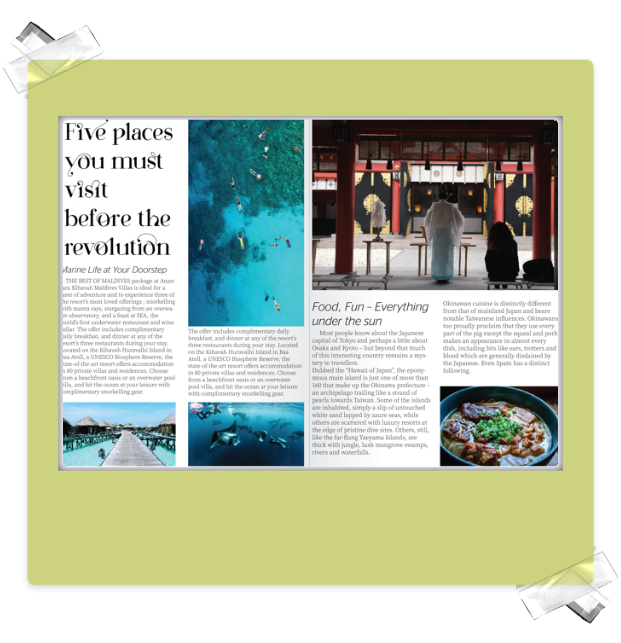 Five places
you must
visit
before the
revolution
Marine Life at Your Doorstep
THE BEST OF MALDIVES package at Anan-
ara Kihavah Maldives Villas is ideal for a
taste of adventure and to experience three of
the resort's most loved offerings ; snorkelling
with manta rays, stargazing from an overwa-
er observatory, and a feast at SEA, the
world's first underwater restaurant and wine
ellar. The offer includes complimentary
daily breakfast, and dinner at any of the
resort's three restaurants during your stay.
Located on the Kihavah Huravalhi Island in
Baa Atoll, a UNESCO Biosphere Reserve, the
state-of-the-art resort offers accommodation
n 80 private villas and residences. Choose
rom a beachfront oasis or an overwater pool
villa, and hit the ocean at your leisure with
complimentary snorkelling gear.
The offer includes complimentary daily
breakfast, and dinner at any of the resort's
three restaurants during your stay. Located
on the Kihavah Huravalhi Island in Baa
Atoll, a UNESCO Biosphere Reserve, the
state-of-the-art resort offers accommodation
in 80 private villas and residences. Choose
from a beachfront oasis or an overwater pool
villa, and hit the ocean at your leisure with
complimentary snorkelling gear.
Food, Fun – Everything
under the sun
Most people know about the Japanese
capital of Tokyo and perhaps a little about
Osaka and Kyoto – but beyond that much
of this interesting country remains a mys-
tery to travellers.
Dubbed the "Hawaii of Japan", the epony-
mous main island is just one of more than
160 that make up the Okinawa prefecture –
an archipelago trailing like a strand of
pearls towards Taiwan. Some of the islands
are inhabited, simply a slip of untouched
white sand lapped by azure seas, while
others are scattered with luxury resorts at
the edge of pristine dive sites. Others, still,
like the far-flung Yaeyama Islands, are
thick with jungle, lush mangrove swamps,
rivers and waterfalls.
Okinawan cuisine is distinctly different
from that of mainland Japan and bears
notable Taiwanese influences. Okinawans
too proudly proclaim that they use every
part of the pig except the squeal and pork
makes an appearance in almost every
dish, including bits like ears, trotters and
blood which are generally disdained by
the Japanese. Even Spam has a distinct
following.